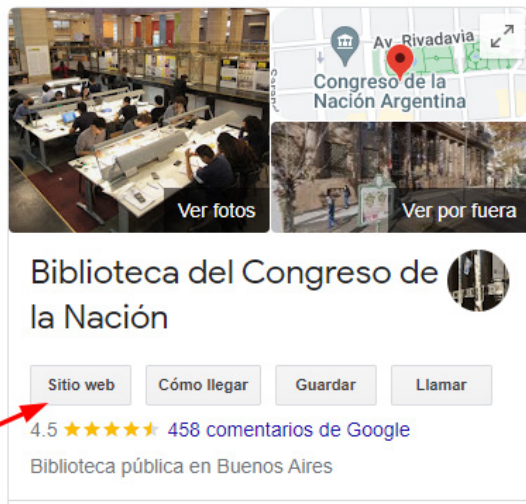 Av. Rivadavia
Congreso de la
Nación Argentina
Ver fotos
Ver por fuera
Biblioteca del Congreso de
la Nación
Sitio web
Cómo llegar
Guardar
Llamar
4.5 ★★★★★ 458 comentarios de Google
Biblioteca pública en Buenos Aires